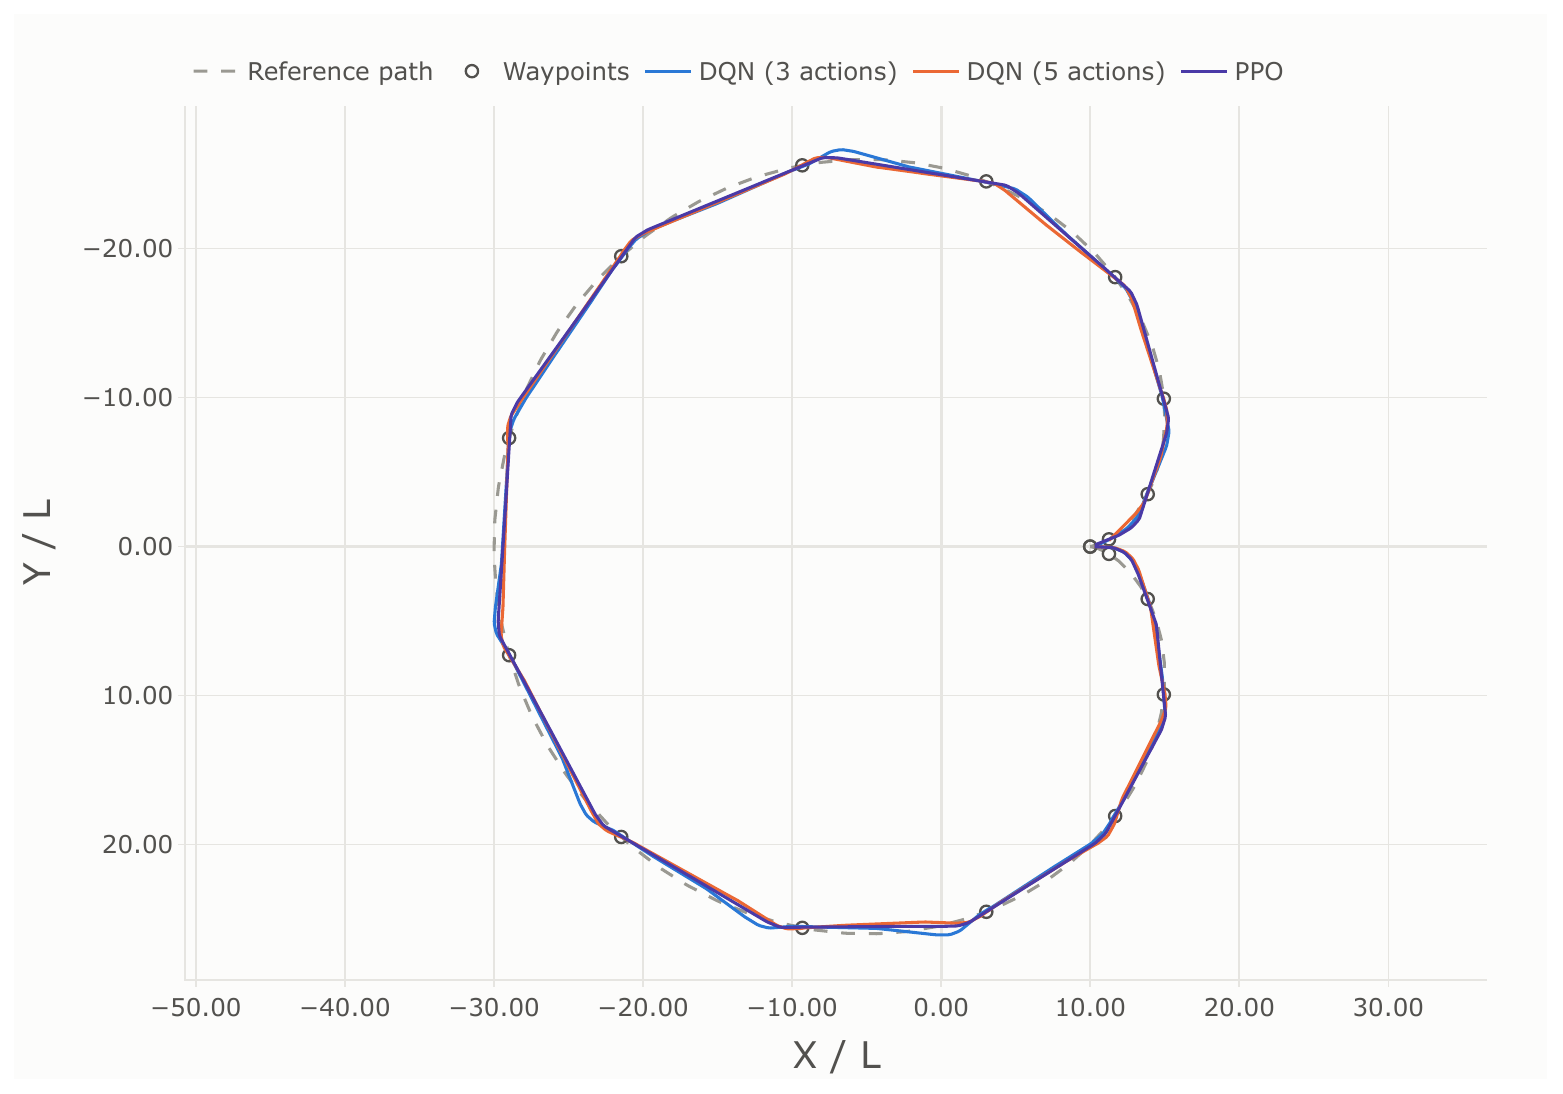 Reference path Waypoints DQN (3 actions) DQN (5 actions) PPO
−20.00
−10.00
0.00
10.00
20.00
Y / L
−50.00 −40.00 −30.00 −20.00 −10.00 0.00 10.00 20.00 30.00
X / L